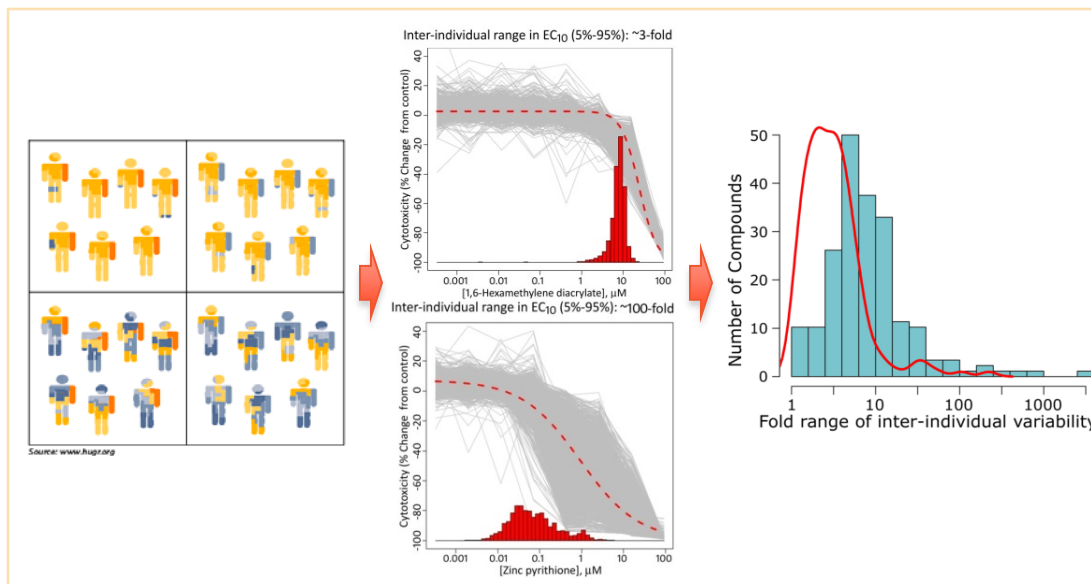 Source: www.hugr.org
Inter-individual range in EC10 (5%-95%): ~3-fold
Cytotoxicity (% Change from control)
40
20
0
-20
-40
-60
-80
-100
0.001 0.01 0.1 1 10 100
[1,6-Hexamethylene diacrylate], μM
Inter-individual range in EC10 (5%-95%): ~100-fold
Cytotoxicity (% Change from control)
40
20
0
-20
-40
-60
-80
-100
0.001 0.01 0.1 1 10 100
[Zinc pyrithione], μM
Number of Compounds
50
40
30
20
10
0
1 10 100 1000
Fold range of inter-individual variability